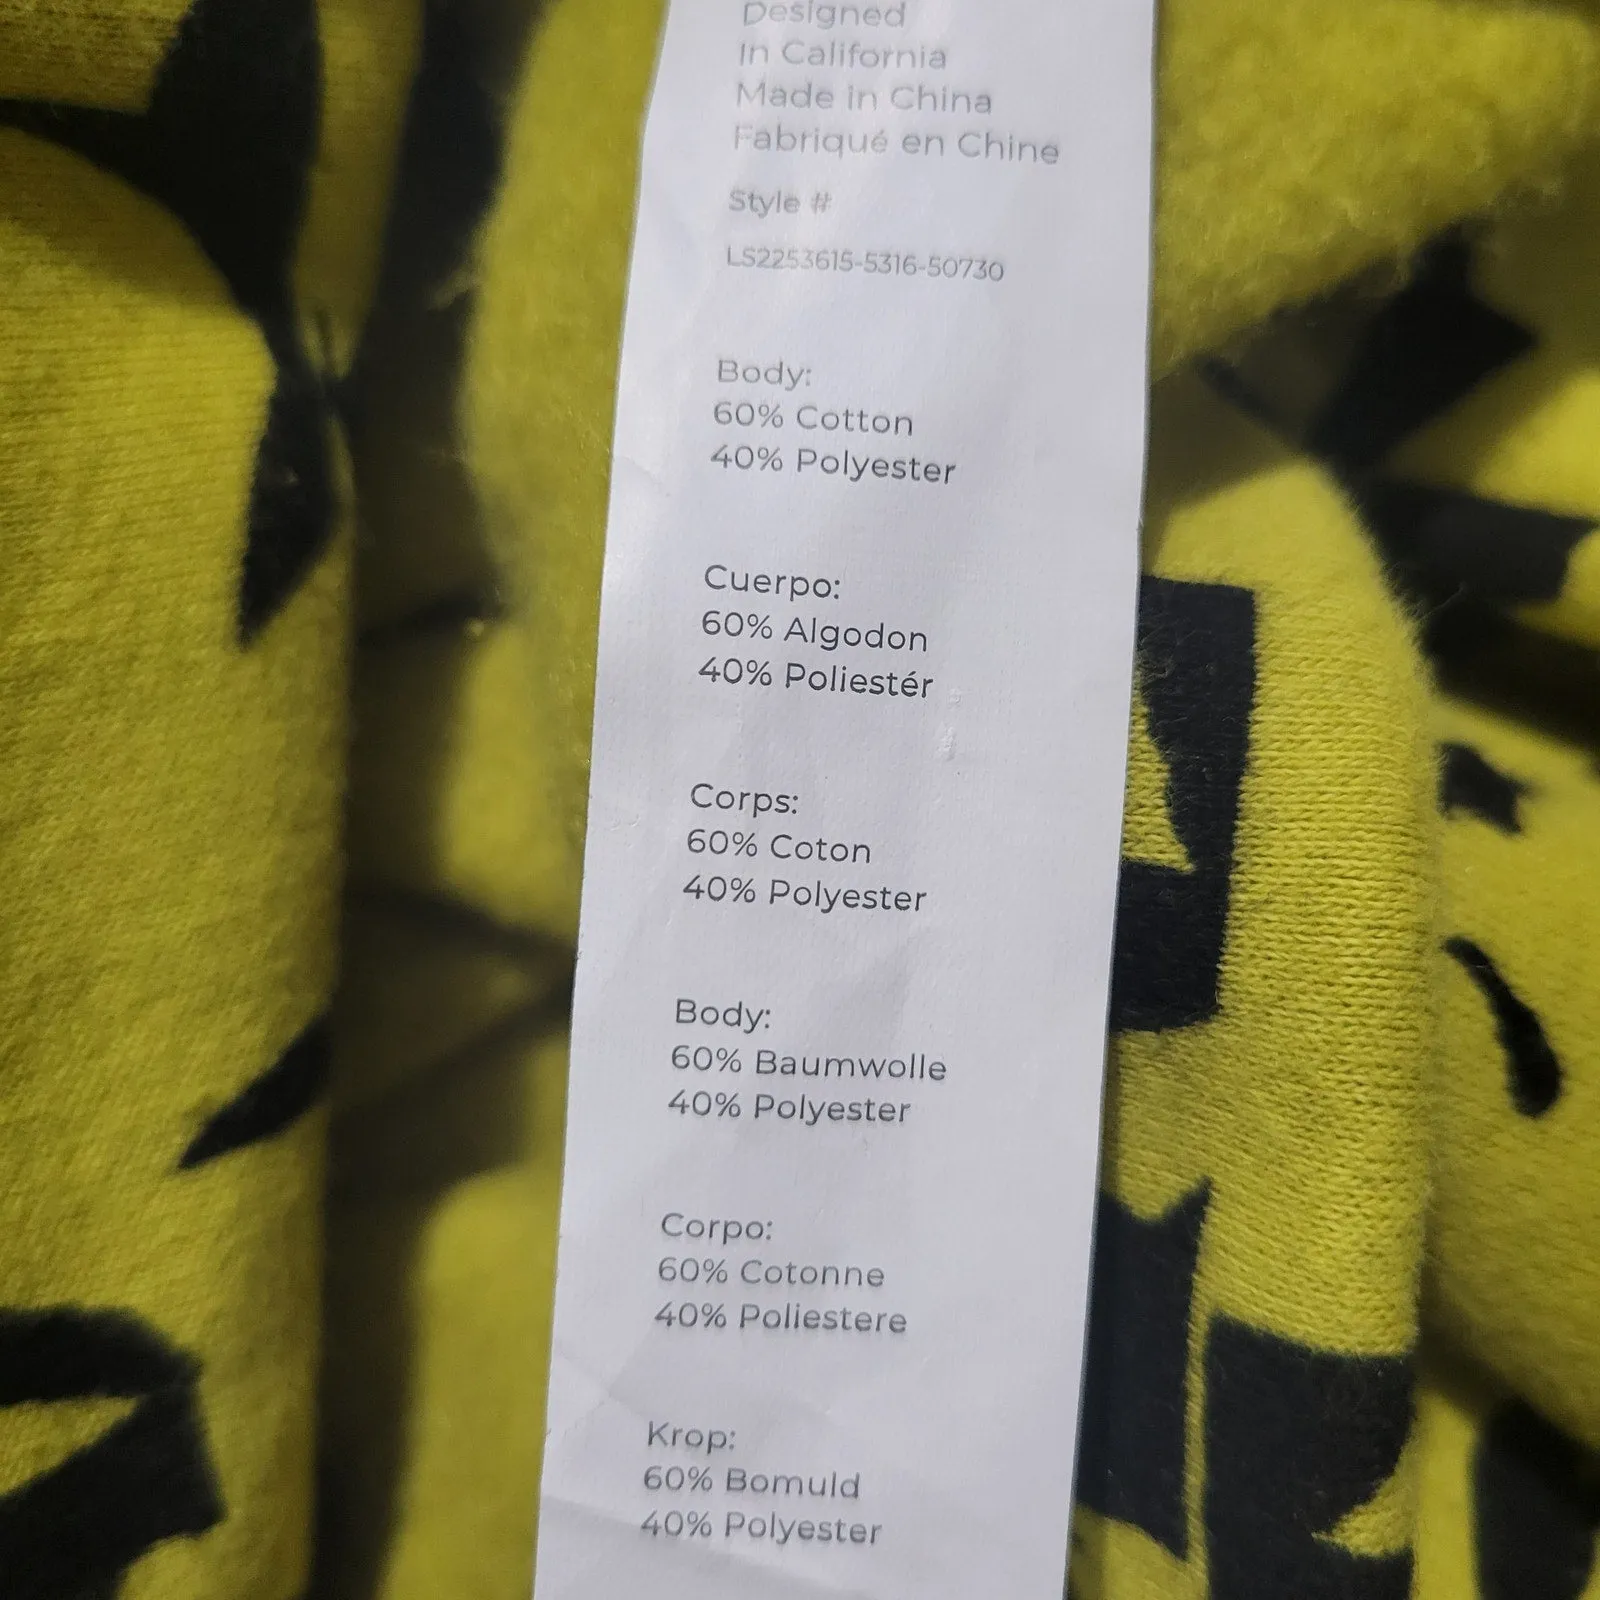 Designed
In California
Made in China
Fabriqué en Chine
Style #
LS2253615-5316-50730
Body:
60% Cotton
40% Polyester
Cuerpo:
60% Algodon
40% Poliestér
Corps:
60% Coton
40% Polyester
Body:
60% Baumwolle
40% Polyester
Corpo:
60% Cotonne
40% Poliestere
Krop:
60% Bomuld
40% Polyester